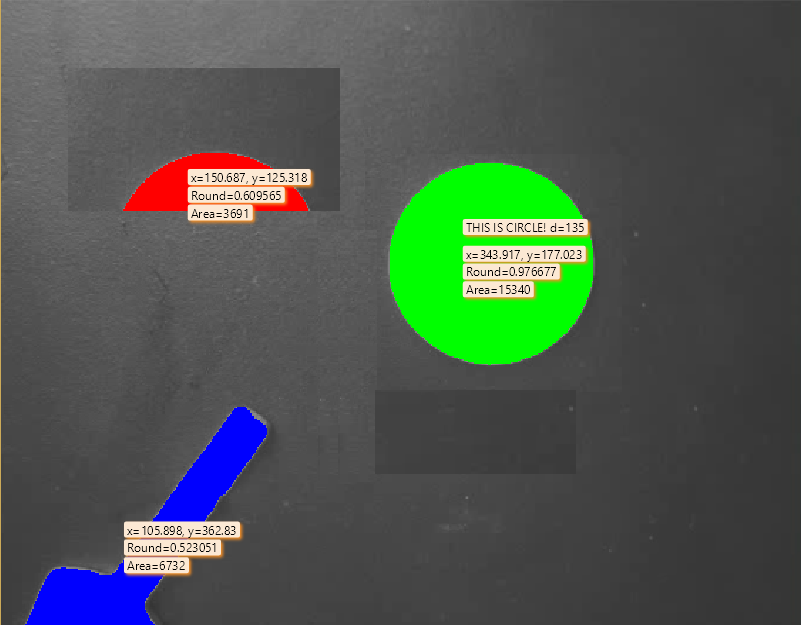 x=150.687, y=125.318
Round=0.609565
Area=3691
THIS IS CIRCLE! d=135
x=343.917, y=177.023
Round=0.976677
Area=15340
x=105.898, y=362.83
Round=0.523051
Area=6732